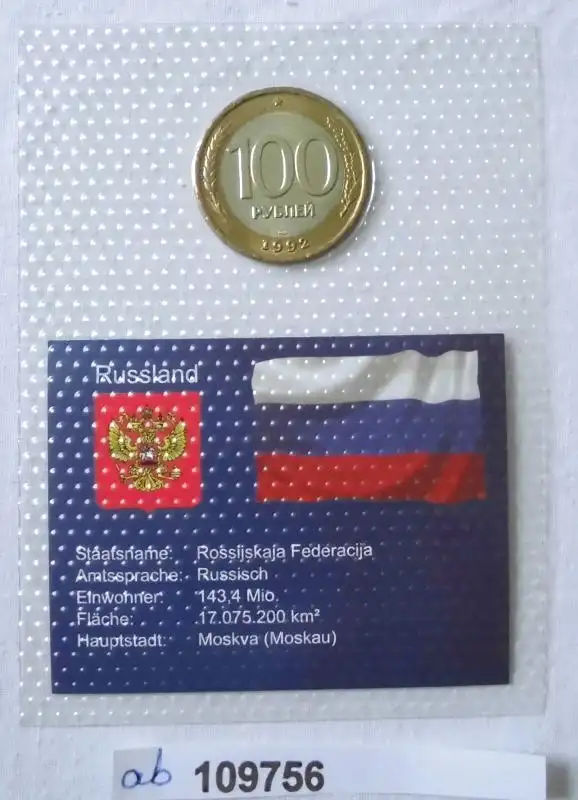 100
РУБЛЕЙ
1992
Russland
Staatsname: Rossijskaja Federacija
Amtssprache: Russisch
Einwohner: 143,4 Mio.
Fläche: 17.075.200 km²
Hauptstadt: Moskva (Moskau)
ab 109756